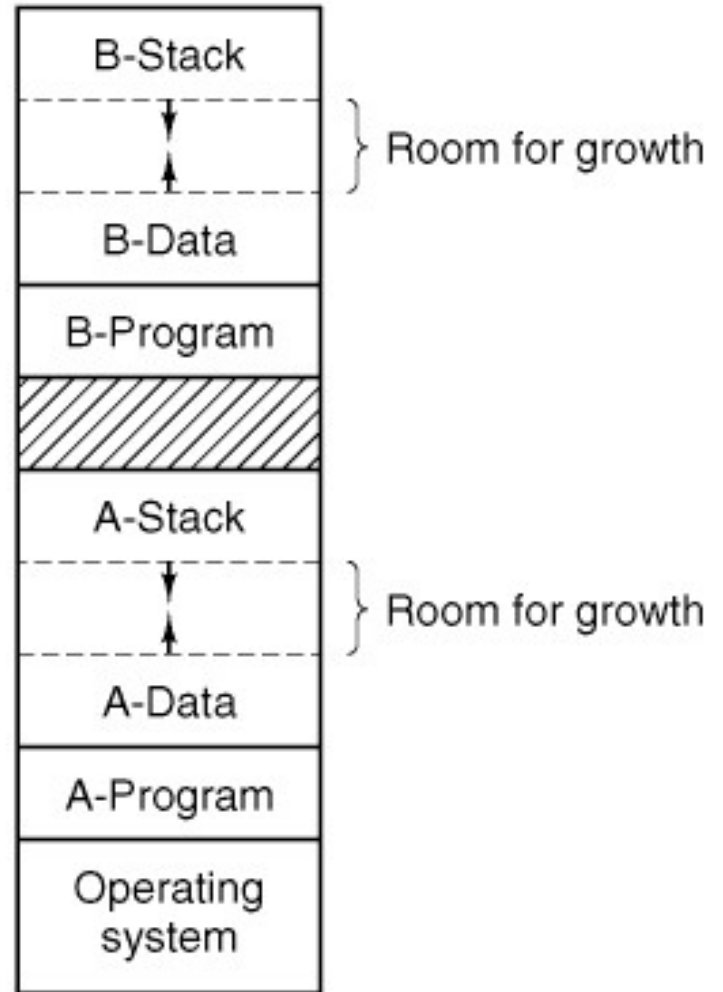 B-Stack
Room for growth
B-Data
B-Program
A-Stack
Room for growth
A-Data
A-Program
Operating
system